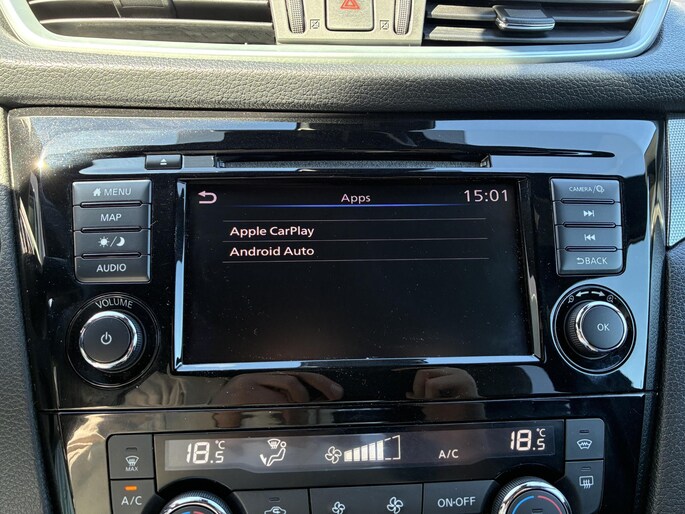 Apps 15:01
Apple CarPlay
Android Auto
MENU
MAP
AUDIO
VOLUME
CAMERA/
BACK
OK
18.5°C
A/C
18.5°C
MAX
A/C
ON·OFF